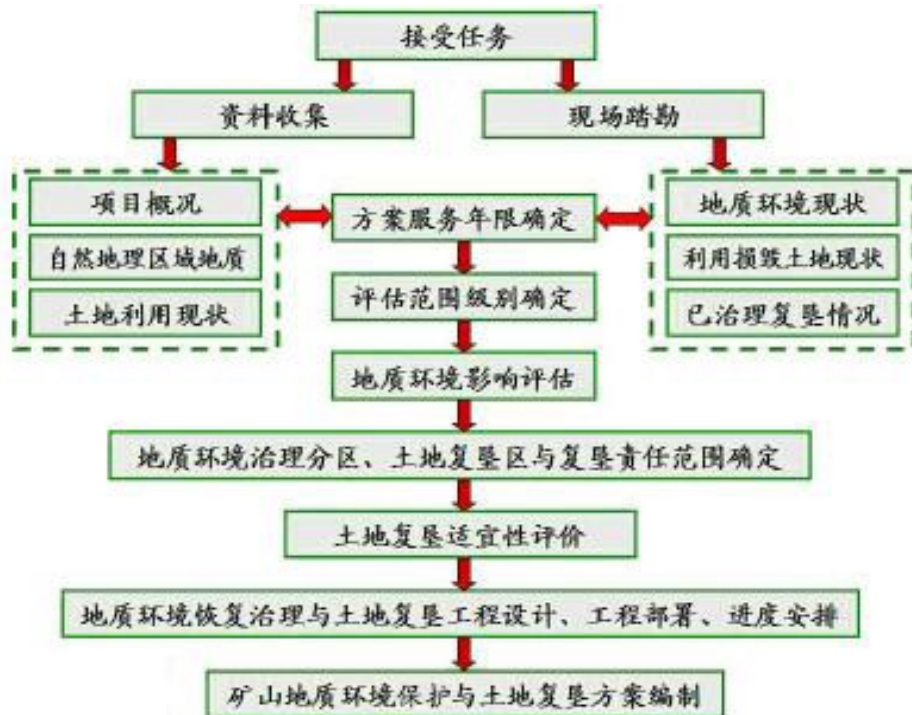 接受任务
资料收集
现场踏勘
项目概况
自然地理区域地质
土地利用现状
方案服务年限确定
地质环境现状
利用损毁土地现状
已治理复垦情况
评估范围级别确定
地质环境影响评估
地质环境治理分区、土地复垦区与复垦责任范围确定
土地复垦适宜性评价
地质环境恢复治理与土地复垦工程设计、工程部署、进度安排
矿山地质环境保护与土地复垦方案编制